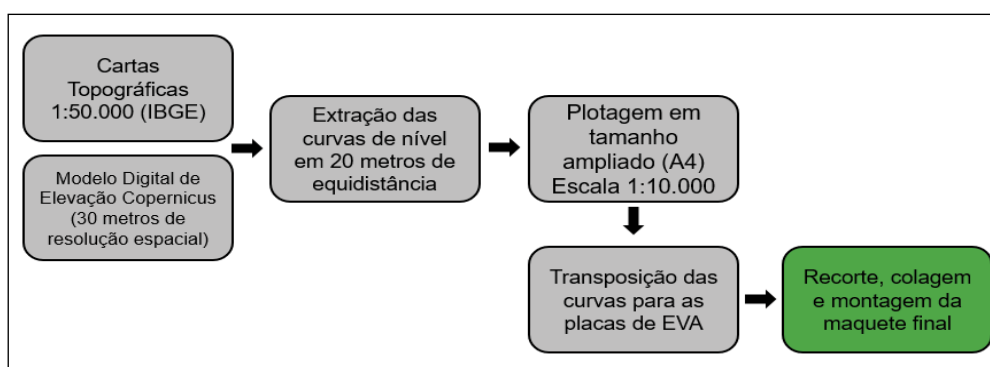 Cartas
Topográficas
1:50.000 (IBGE)
Modelo Digital de
Elevação Copernicus
(30 metros de
resolução espacial)
Extração das
curvas de nível
em 20 metros de
equidistância
Plotagem em
tamanho
ampliado (A4)
Escala 1:10.000
Transposição das
curvas para as
placas de EVA
Recorte, colagem
e montagem da
maquete final